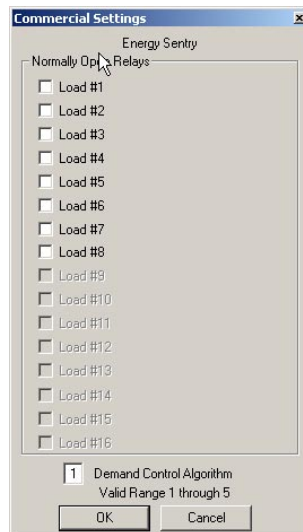 Commercial Settings
Energy Sentry
Normally Open Relays
Load #1
Load #2
Load #3
Load #4
Load #5
Load #6
Load #7
Load #8
Load #9
Load #10
Load #11
Load #12
Load #13
Load #14
Load #15
Load #16
1 Demand Control Algorithm
Valid Range 1 through 5
OK Cancel